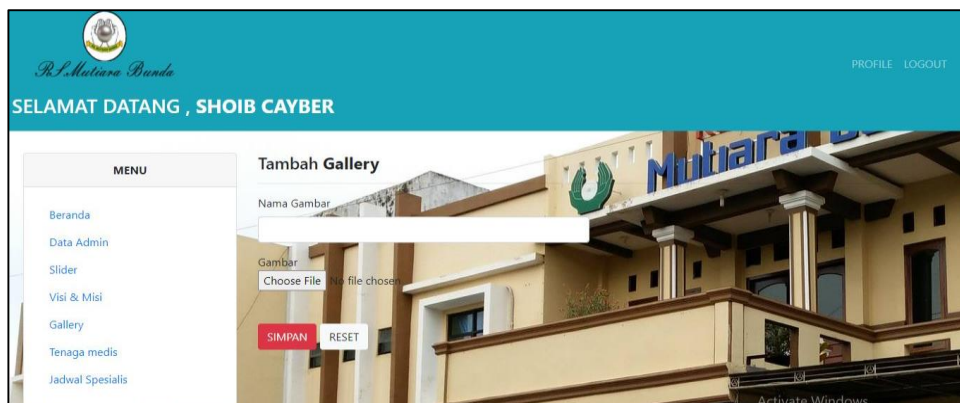 RS Mutiara Bunda
PROFILE LOGOUT
SELAMAT DATANG , SHOIB CAYBER
MENU
Beranda
Data Admin
Slider
Visi & Misi
Gallery
Tenaga medis
Jadwal Spesialis
Tambah Gallery
Nama Gambar
Gambar
Choose File No file chosen
SIMPAN RESET
Mutiara
Activate Windows